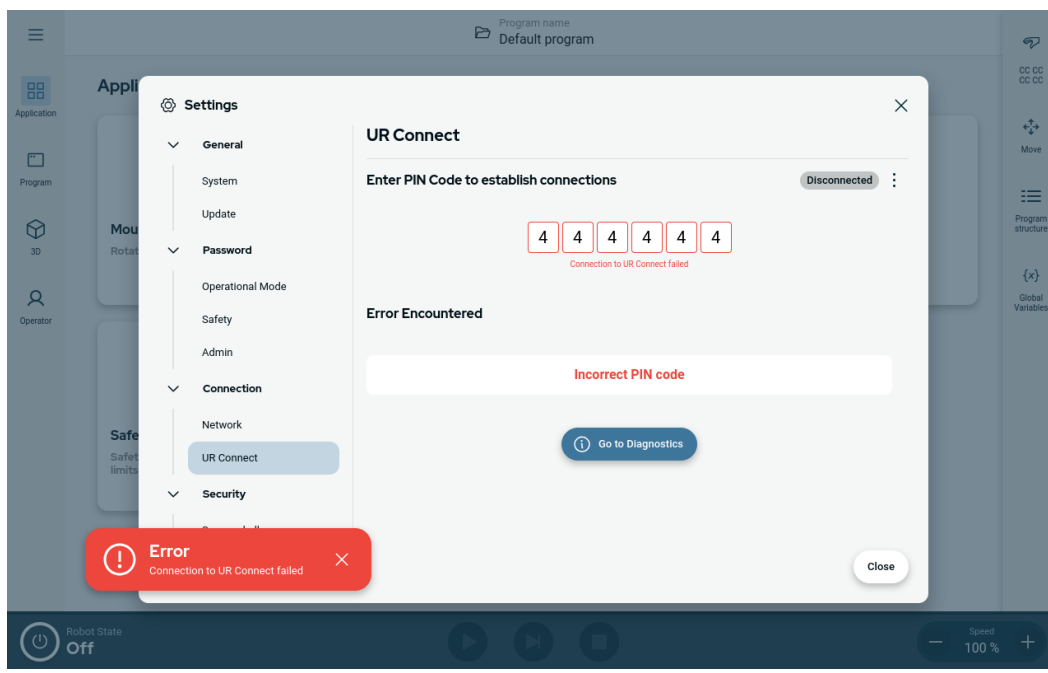 Program name
Default program
Application
Program
3D
Operator
Appli
Mou
Rotat
Safe
Safet
limits
Settings
General
System
Update
Password
Operational Mode
Safety
Admin
Connection
Network
UR Connect
Security
UR Connect
Enter PIN Code to establish connections
Disconnected
4 4 4 4 4 4
Connection to UR Connect failed
Error Encountered
Incorrect PIN code
Go to Diagnostics
Close
Error
Connection to UR Connect failed
CC CC
CC CC
Move
Program
structure
{x}
Global
Variables
Robot State
Off
Speed
100 %